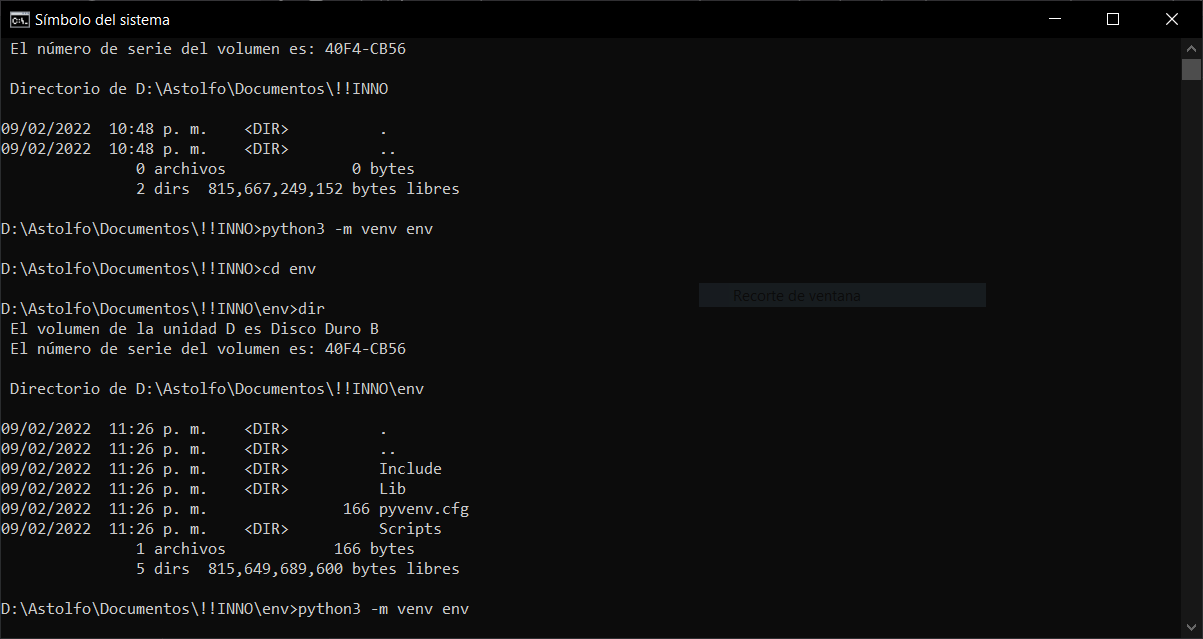 Símbolo del sistema
El número de serie del volumen es: 40F4-CB56
Directorio de D:\Astolfo\Documentos\!!INNO
09/02/2022  10:48 p. m.    <DIR>          .
09/02/2022  10:48 p. m.    <DIR>          ..
               0 archivos              0 bytes
               2 dirs  815,667,249,152 bytes libres
D:\Astolfo\Documentos\!!INNO>python3 -m venv env
D:\Astolfo\Documentos\!!INNO>cd env
Recorte de ventana
D:\Astolfo\Documentos\!!INNO\env>dir
 El volumen de la unidad D es Disco Duro B
 El número de serie del volumen es: 40F4-CB56
 Directorio de D:\Astolfo\Documentos\!!INNO\env
09/02/2022  11:26 p. m.    <DIR>          .
09/02/2022  11:26 p. m.    <DIR>          ..
09/02/2022  11:26 p. m.    <DIR>          Include
09/02/2022  11:26 p. m.    <DIR>          Lib
09/02/2022  11:26 p. m.               166 pyvenv.cfg
09/02/2022  11:26 p. m.    <DIR>          Scripts
               1 archivos            166 bytes
               5 dirs  815,649,689,600 bytes libres
D:\Astolfo\Documentos\!!INNO\env>python3 -m venv env